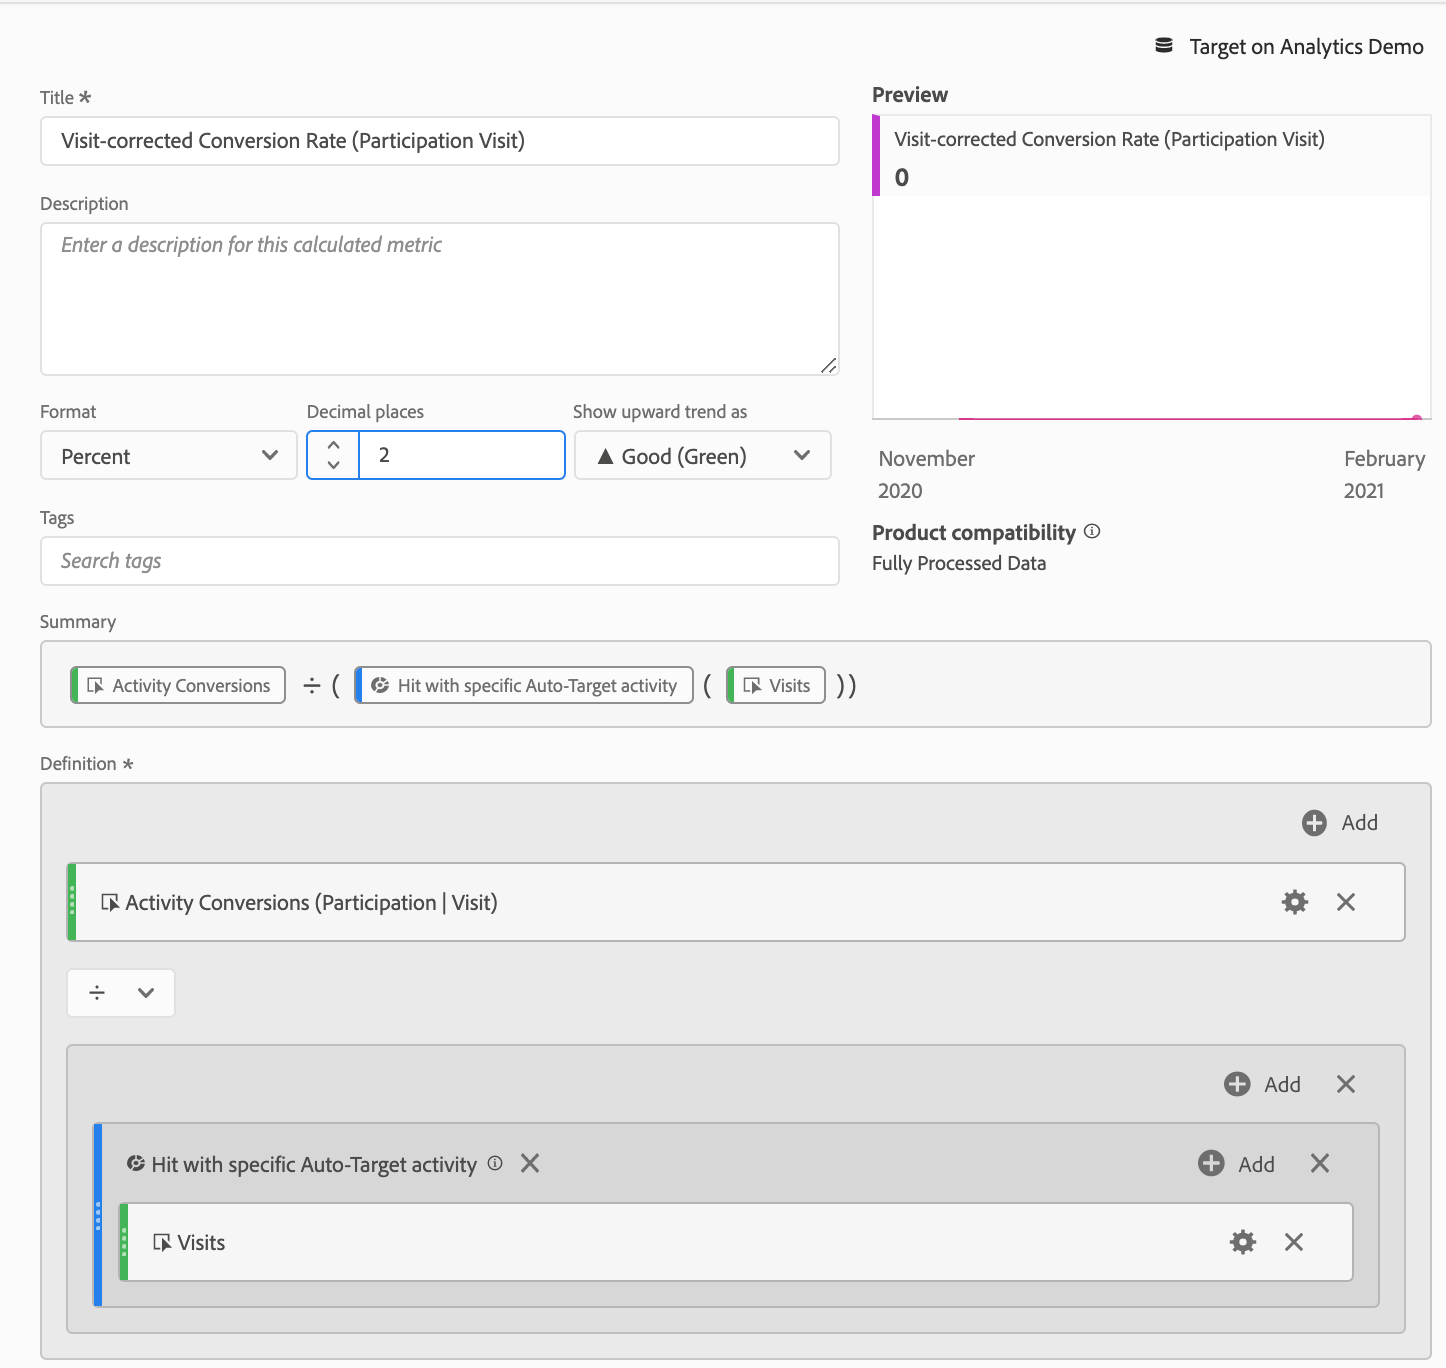 Target on Analytics Demo
Title *
Visit-corrected Conversion Rate (Participation Visit)
Description
Enter a description for this calculated metric
Format
Percent
Decimal places
2
Show upward trend as
▲ Good (Green)
Tags
Search tags
Preview
Visit-corrected Conversion Rate (Participation Visit)
0
November
2020
February
2021
Product compatibility
Fully Processed Data
Summary
Activity Conversions ÷ ( Hit with specific Auto-Target activity ( Visits ))
Definition *
Add
Activity Conversions (Participation | Visit)
÷
Add
Hit with specific Auto-Target activity
Add
Visits